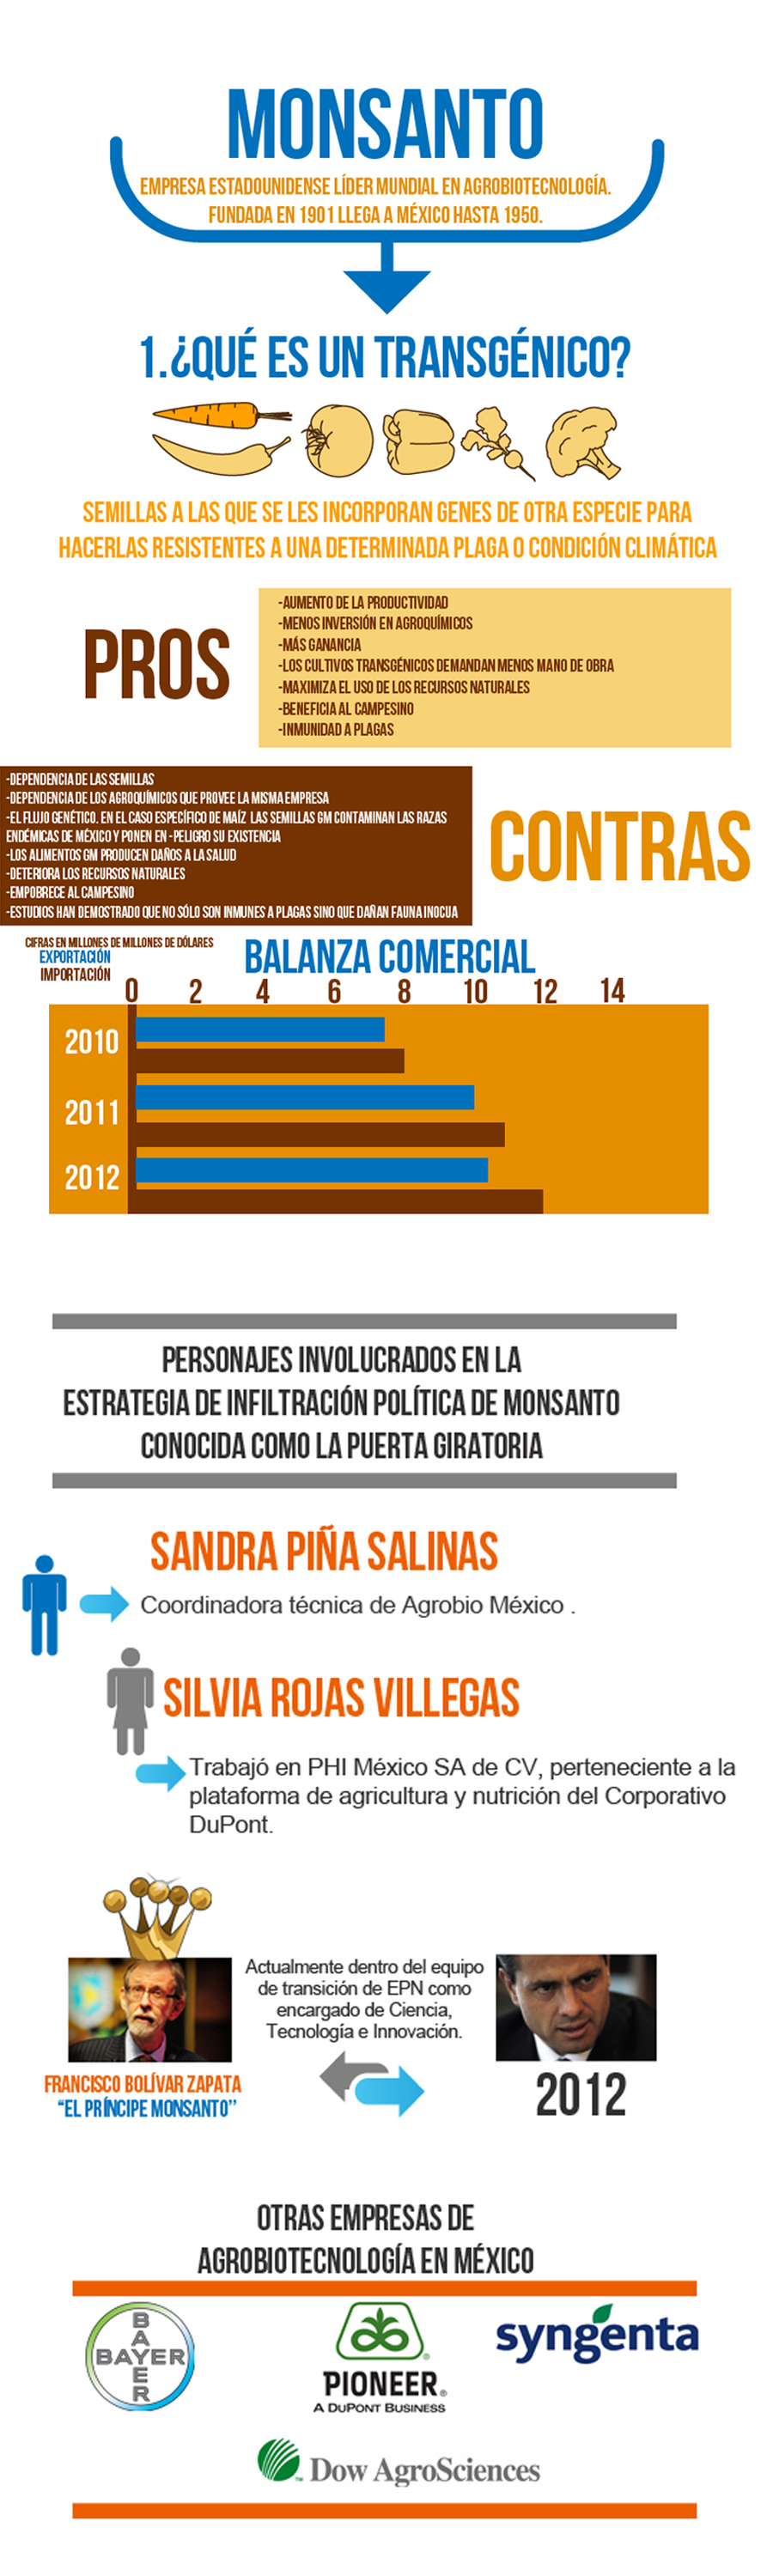 MONSANTO
EMPRESA ESTADOUNIDENSE LÍDER MUNDIAL EN AGROBIOTECNOLOGÍA.
FUNDADA EN 1901 LLEGA A MÉXICO HASTA 1950.
1.¿QUÉ ES UN TRANSGÉNICO?
SEMILLAS A LAS QUE SE LES INCORPORAN GENES DE OTRA ESPECIE PARA
HACERLAS RESISTENTES A UNA DETERMINADA PLAGA O CONDICIÓN CLIMÁTICA
PROS
-AUMENTO DE LA PRODUCTIVIDAD
-MENOS INVERSIÓN EN AGROQUÍMICOS
-MÁS GANANCIA
-LOS CULTIVOS TRANSGÉNICOS DEMANDAN MENOS MANO DE OBRA
-MAXIMIZA EL USO DE LOS RECURSOS NATURALES
-BENEFICIA AL CAMPESINO
-INMUNIDAD A PLAGAS
-DEPENDENCIA DE LAS SEMILLAS
-DEPENDENCIA DE LOS AGROQUÍMICOS QUE PROVEE LA MISMA EMPRESA
-EL FLUJO GENÉTICO. EN EL CASO ESPECÍFICO DE MAÍZ LAS SEMILLAS GM CONTAMINAN LAS RAZAS
ENDÉMICAS DE MÉXICO Y PONEN EN -PELIGRO SU EXISTENCIA
-LOS ALIMENTOS GM PRODUCEN DAÑOS A LA SALUD
-DETERIORA LOS RECURSOS NATURALES
-EMPOBRECE AL CAMPESINO
-ESTUDIOS HAN DEMOSTRADO QUE NO SÓLO SON INMUNES A PLAGAS SINO QUE DAÑAN FAUNA INOCUA
CONTRAS
CIFRAS EN MILLONES DE MILLONES DE DÓLARES
EXPORTACIÓN
IMPORTACIÓN
BALANZA COMERCIAL
0 2 4 6 8 10 12 14
2010
2011
2012
PERSONAJES INVOLUCRADOS EN LA
ESTRATEGIA DE INFILTRACIÓN POLÍTICA DE MONSANTO
CONOCIDA COMO LA PUERTA GIRATORIA
SANDRA PIÑA SALINAS
Coordinadora técnica de Agrobio México .
SILVIA ROJAS VILLEGAS
Trabajó en PHI México SA de CV, perteneciente a la
plataforma de agricultura y nutrición del Corporativo
DuPont.
Actualmente dentro del equipo
de transición de EPN como
encargado de Ciencia,
Tecnología e Innovación.
FRANCISCO BOLÍVAR ZAPATA
"EL PRÍNCIPE MONSANTO"
2012
OTRAS EMPRESAS DE
AGROBIOTECNOLOGÍA EN MÉXICO
BAYER
BAYER
PIONEER®
A DUPONT BUSINESS
syngenta
™ Dow AgroSciences